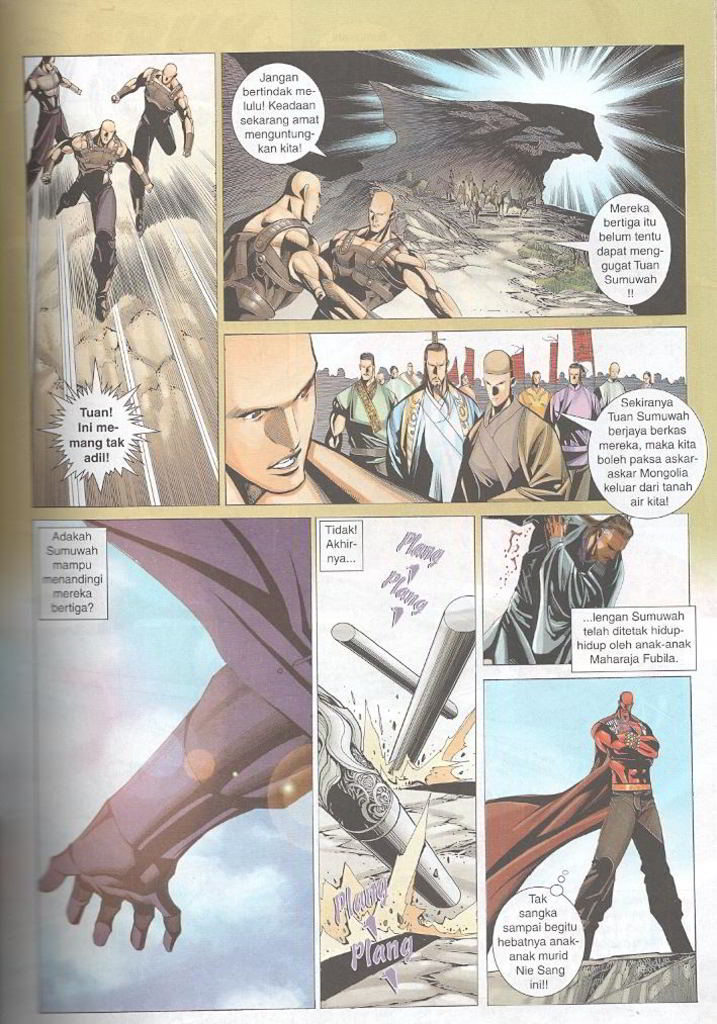 Tuan!
Ini me-
mang tak
adil!
Jangan
bertindak me-
lulu! Keadaan
sekarang amat
menguntung-
kan kita!
Mereka
bertiga itu
belum tentu
dapat meng-
gugat Tuan
Sumuwah
!!
Sekiranya
Tuan Sumuwah
berjaya berkas
mereka, maka kita
boleh paksa askar-
askar Mongolia
keluar dari tanah
air kita!
Adakah
Sumuwah
mampu
menandingi
mereka
bertiga?
Tidak!
Akhir-
nya...
Plang
Plang
Plang
Plang
...lengan Sumuwah
telah ditetak hidup-
hidup oleh anak-anak
Maharaja Fubila.
Tak
sangka
sampai begitu
hebatnya anak-
anak murid
Nie Sang
ini!!